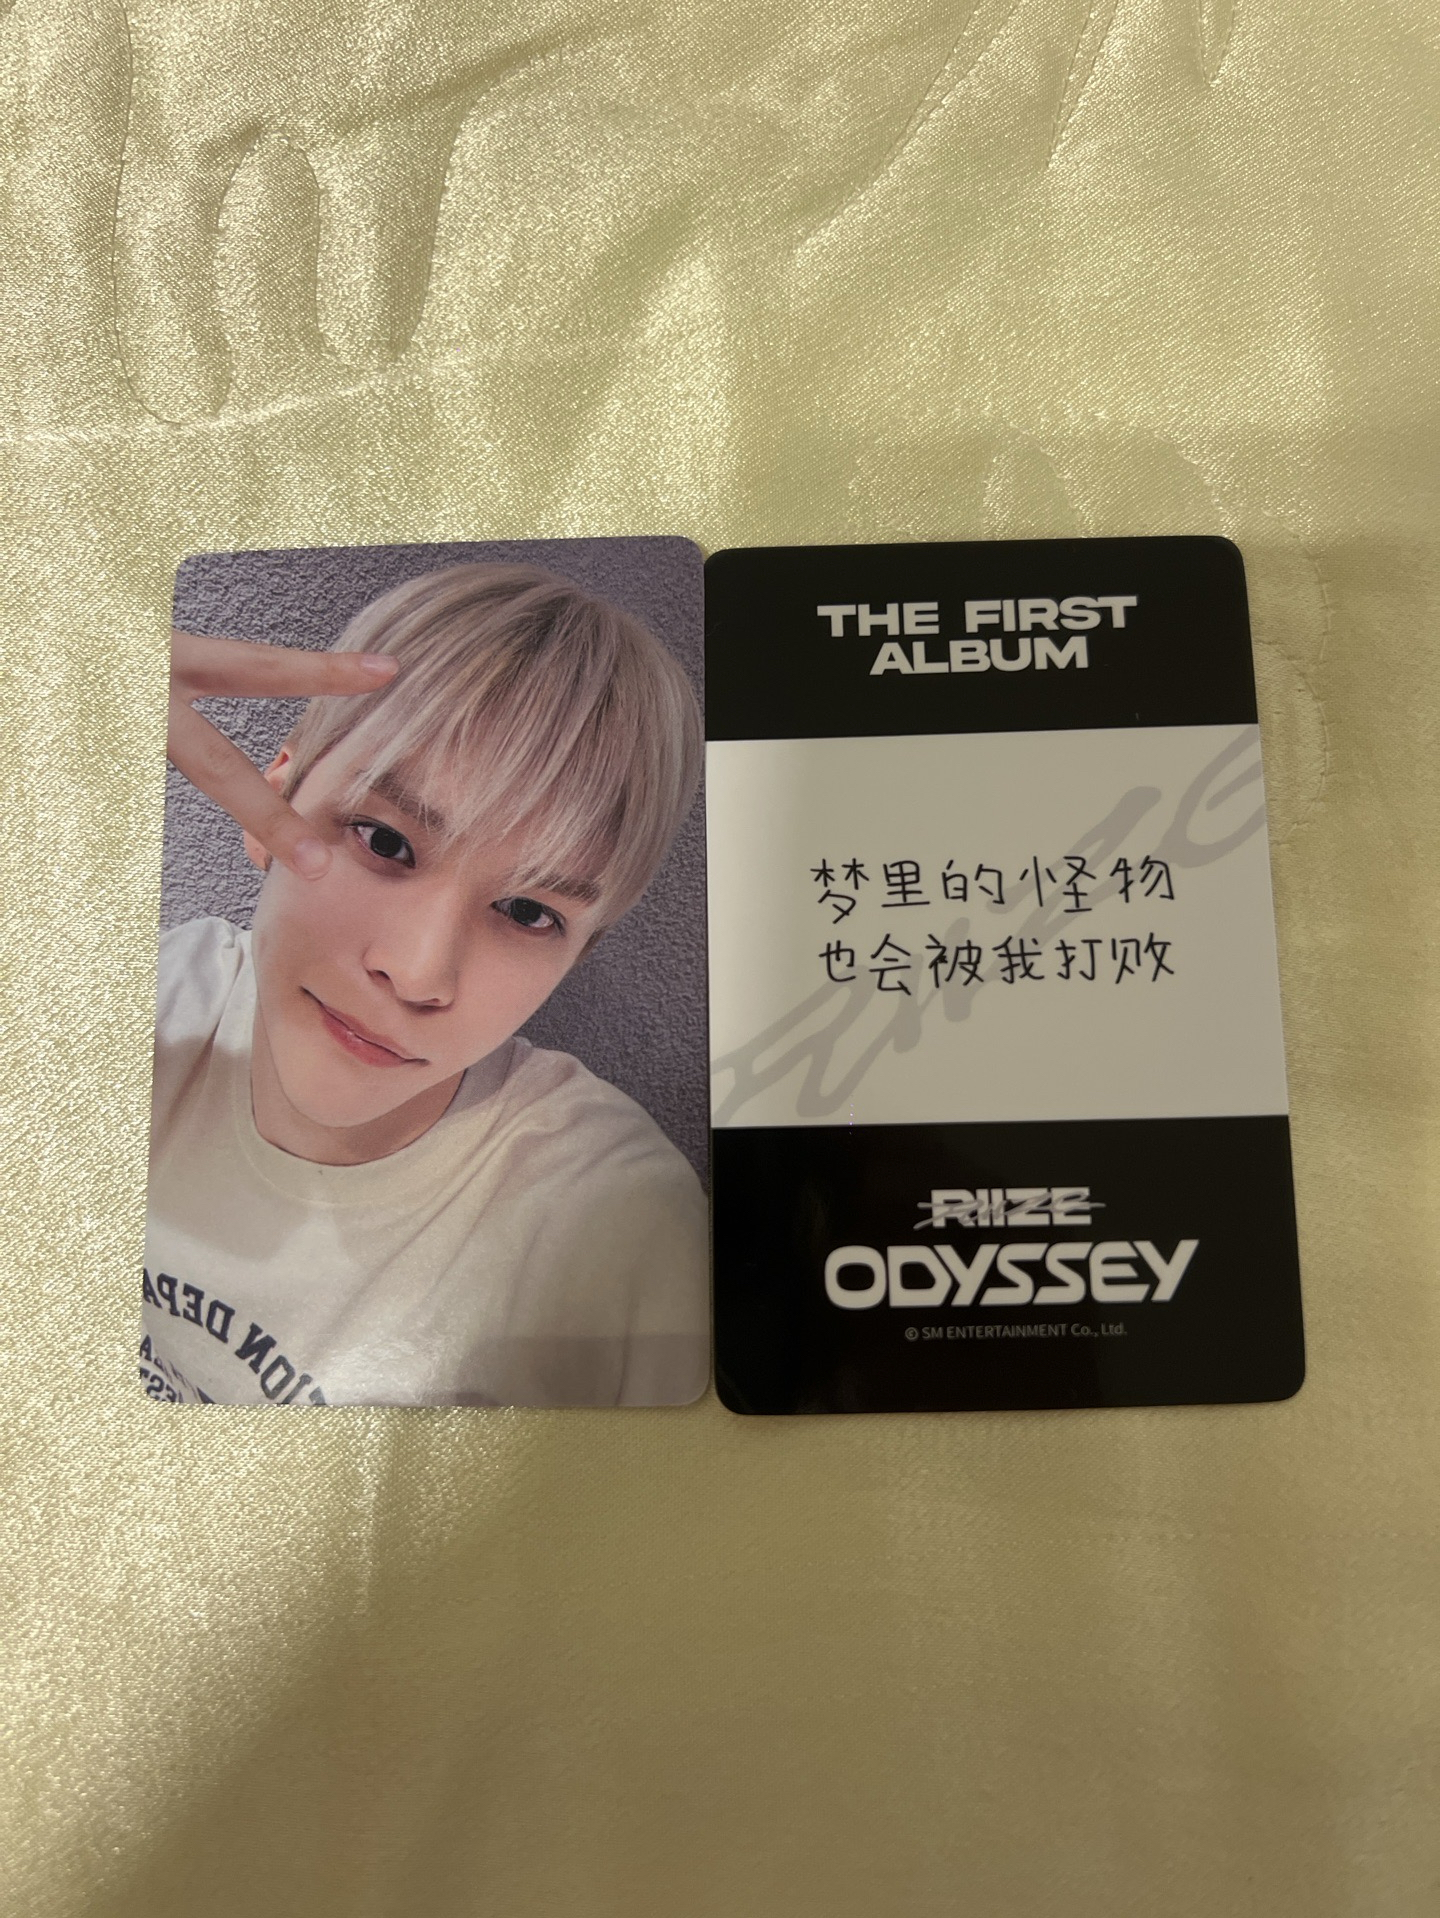 THE FIRST
ALBUM
梦里的怪物
也会被我打败
RIIZE
ODYSSEY
© SM ENTERTAINMENT Co., Ltd.